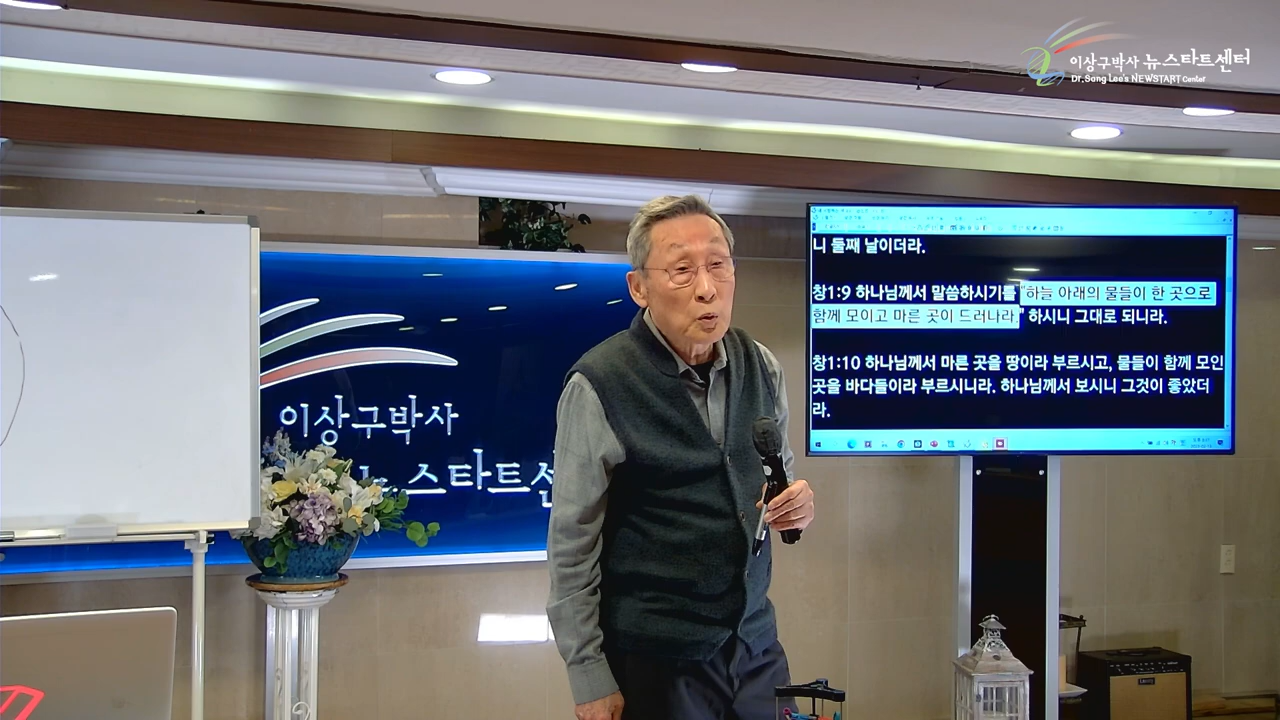 이상구박사 뉴스타트센터
Dr. Sang Lee's NEWSTART Center
니 둘째 날이더라.
창1:9 하나님께서 말씀하시기를 "하늘 아래의 물들이 한 곳으로
함께 모이고 마른 곳이 드러나라." 하시니 그대로 되니라.
창1:10 하나님께서 마른 곳을 땅이라 부르시고, 물들이 함께 모인
곳을 바다들이라 부르시니라. 하나님께서 보시니 그것이 좋았더
라.
이상구박사
뉴스타트센